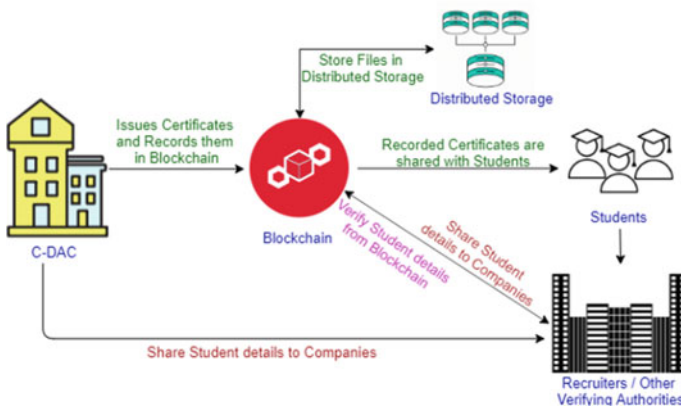 Store Files in
Distributed Storage
Distributed Storage
Issues Certificates
and Records them
in Blockchain
Recorded Certificates are
shared with Students
C-DAC
Blockchain
Students
Verify Student details
from Blockchain
Share Student
details to Companies
Share Student details to Companies
Recruiters / Other
Verifying Authorities